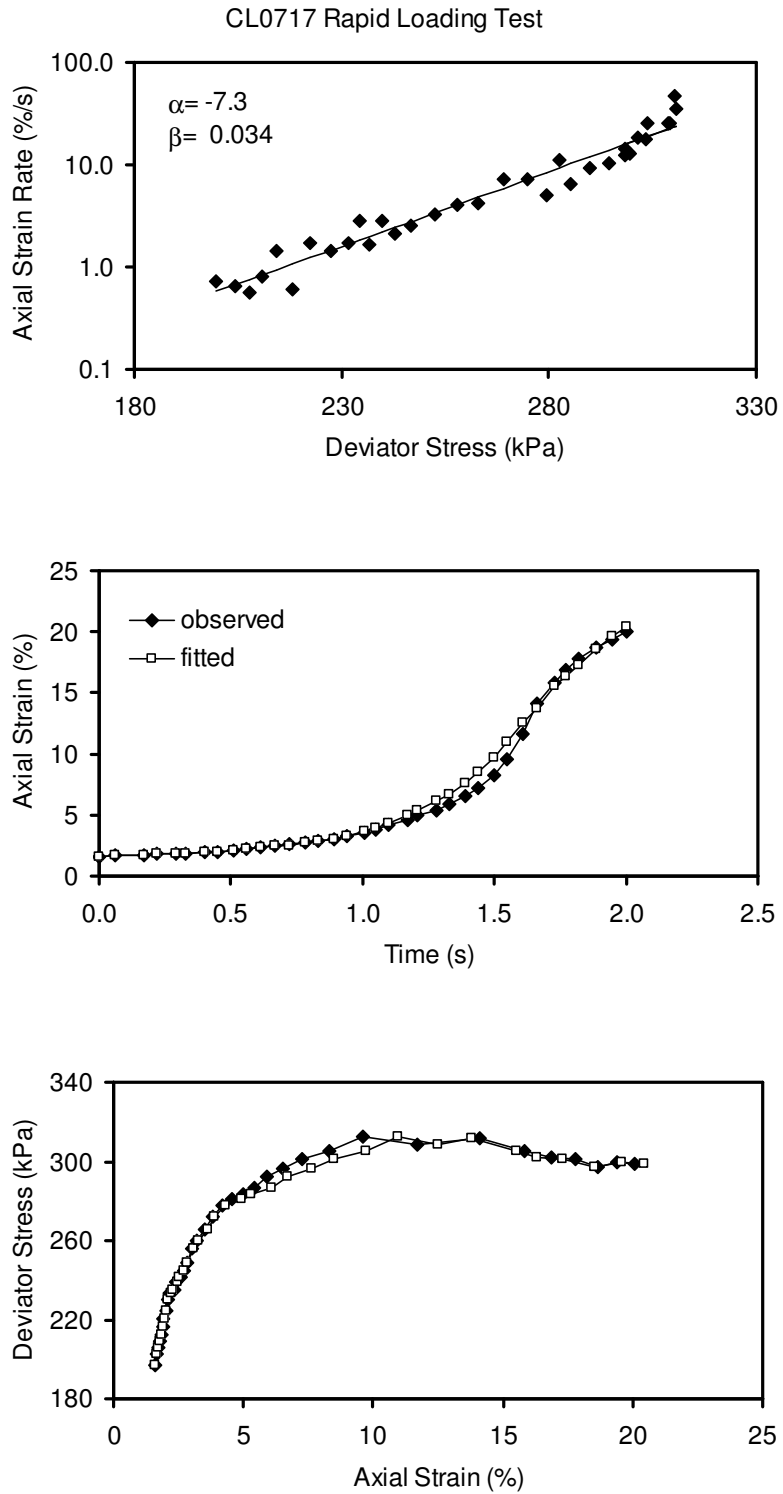 CL0717 Rapid Loading Test
100.0
10.0
1.0
0.1
Axial Strain Rate (%/s)
α= -7.3
β= 0.034
180 230 280 330
Deviator Stress (kPa)
25
20
15
10
5
0
Axial Strain (%)
observed
fitted
0.0 0.5 1.0 1.5 2.0 2.5
Time (s)
340
300
260
220
180
Deviator Stress (kPa)
0 5 10 15 20 25
Axial Strain (%)